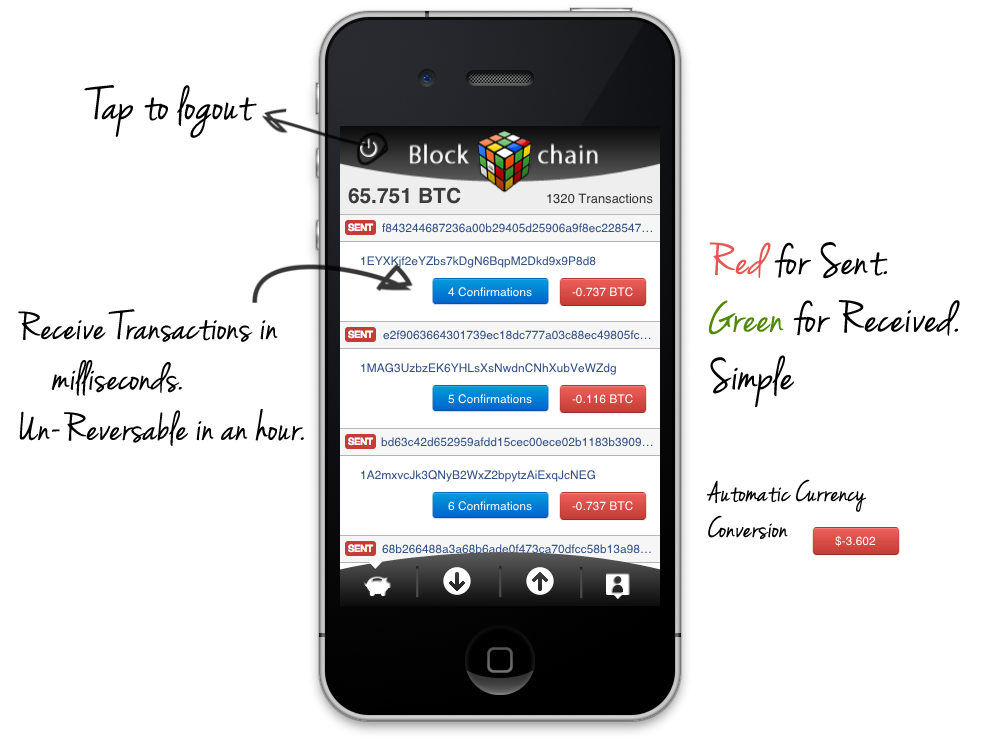 Tap to logout
Block chain
65.751 BTC 1320 Transactions
SENT f843244687236a00b29405d25906a9f8ec228547...
1EYXKif2eYZbs7kDgN6BqpM2Dkd9x9P8d8
4 Confirmations -0.737 BTC
SENT e2f9063664301739ec18dc777a03c88ec49805fc...
1MAG3UzbzEK6YHLsXsNwdnCNhXubVeWZdg
5 Confirmations -0.116 BTC
SENT bd63c42d652959afdd15cec00ece02b1183b3909...
1A2mxvcJk3QNyB2WxZ2bpytzAiExqJcNEG
6 Confirmations -0.737 BTC
SENT 68b266488a3a68b6ade0f473ca70dfcc58b13a98...
Receive Transactions in
milliseconds.
Un-Reversable in an hour.
Red for Sent.
Green for Received.
Simple
Automatic Currency
Conversion $-3.602